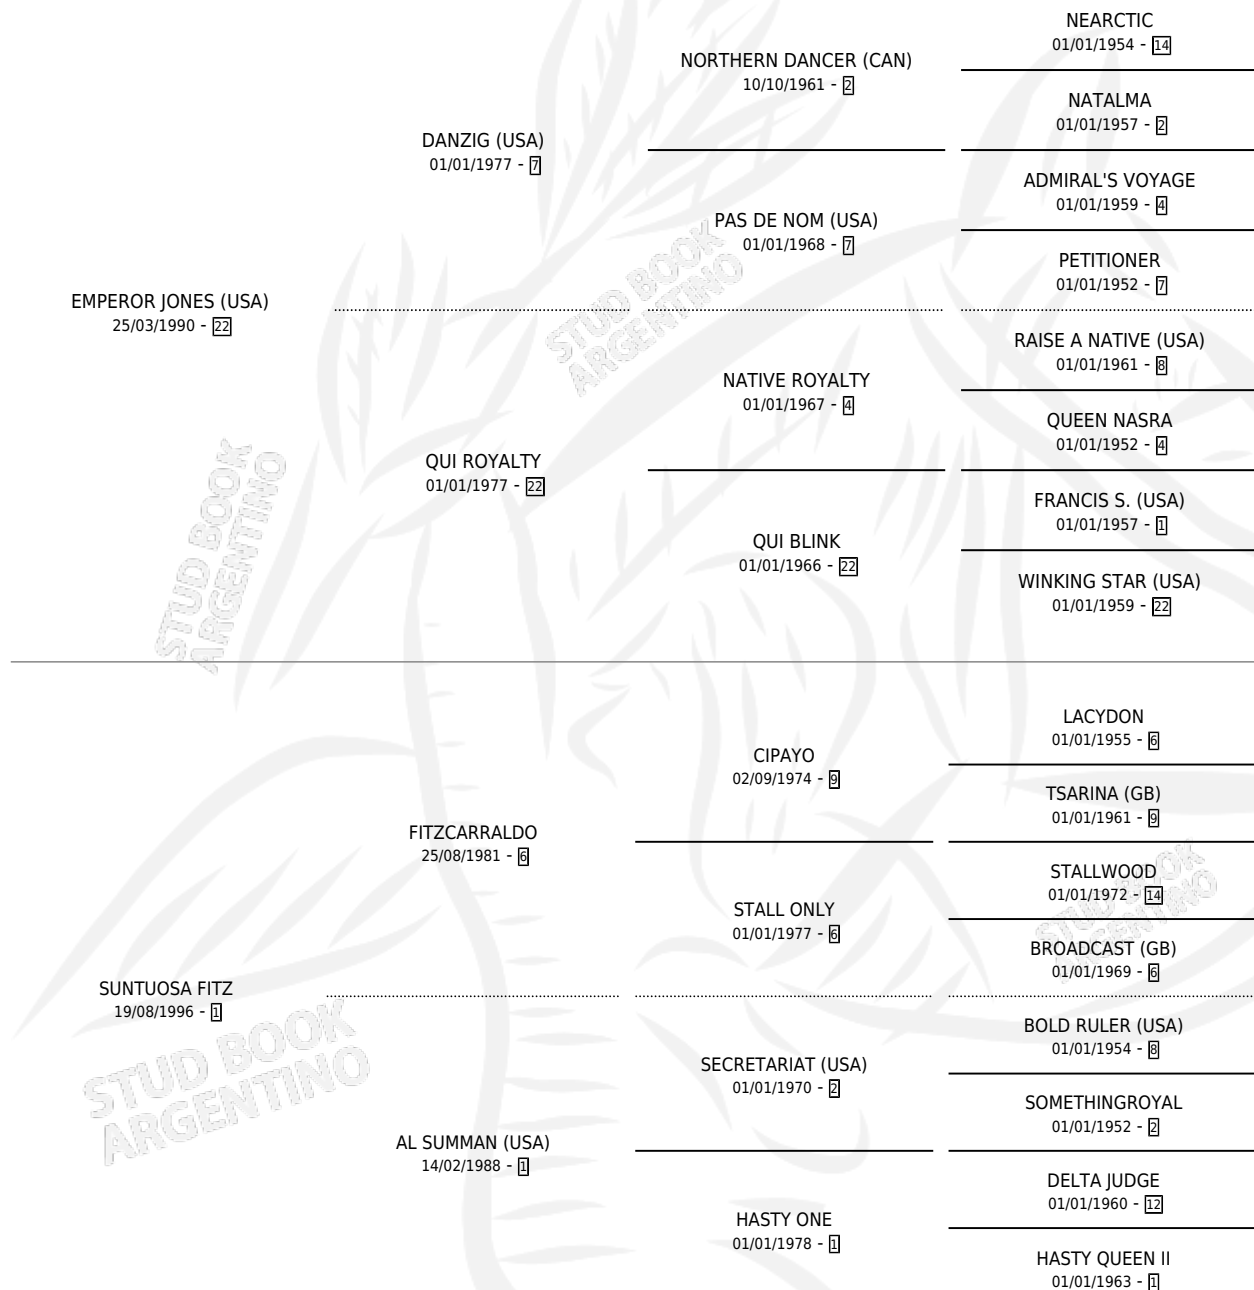 NEARCTIC
01/01/1954 - 14
NORTHERN DANCER (CAN)
10/10/1961 - 2
NATALMA
01/01/1957 - 2
DANZIG (USA)
01/01/1977 - 7
ADMIRAL'S VOYAGE
01/01/1959 - 4
PAS DE NOM (USA)
01/01/1968 - 7
PETITIONER
01/01/1952 - 7
EMPEROR JONES (USA)
25/03/1990 - 22
STUD BOOK
ARGENTINO
RAISE A NATIVE (USA)
01/01/1961 - 8
NATIVE ROYALTY
01/01/1967 - 4
QUEEN NASRA
01/01/1952 - 4
QUI ROYALTY
01/01/1977 - 22
FRANCIS S. (USA)
01/01/1957 - 1
QUI BLINK
01/01/1966 - 22
WINKING STAR (USA)
01/01/1959 - 22
STUD BOOK
ARGENTINO
LACYDON
01/01/1955 - 6
CIPAYO
02/09/1974 - 9
TSARINA (GB)
01/01/1961 - 9
FITZCARRALDO
25/08/1981 - 6
STALLWOOD
01/01/1972 - 14
STALL ONLY
01/01/1977 - 6
BROADCAST (GB)
01/01/1969 - 6
STUD BOOK
ARGENTINO
SUNTUOSA FITZ
19/08/1996 - 1
BOLD RULER (USA)
01/01/1954 - 8
SECRETARIAT (USA)
01/01/1970 - 2
SOMETHINGROYAL
01/01/1952 - 2
STUD BOOK
ARGENTINO
AL SUMMAN (USA)
14/02/1988 - 1
DELTA JUDGE
01/01/1960 - 12
HASTY ONE
01/01/1978 - 1
HASTY QUEEN II
01/01/1963 - 1